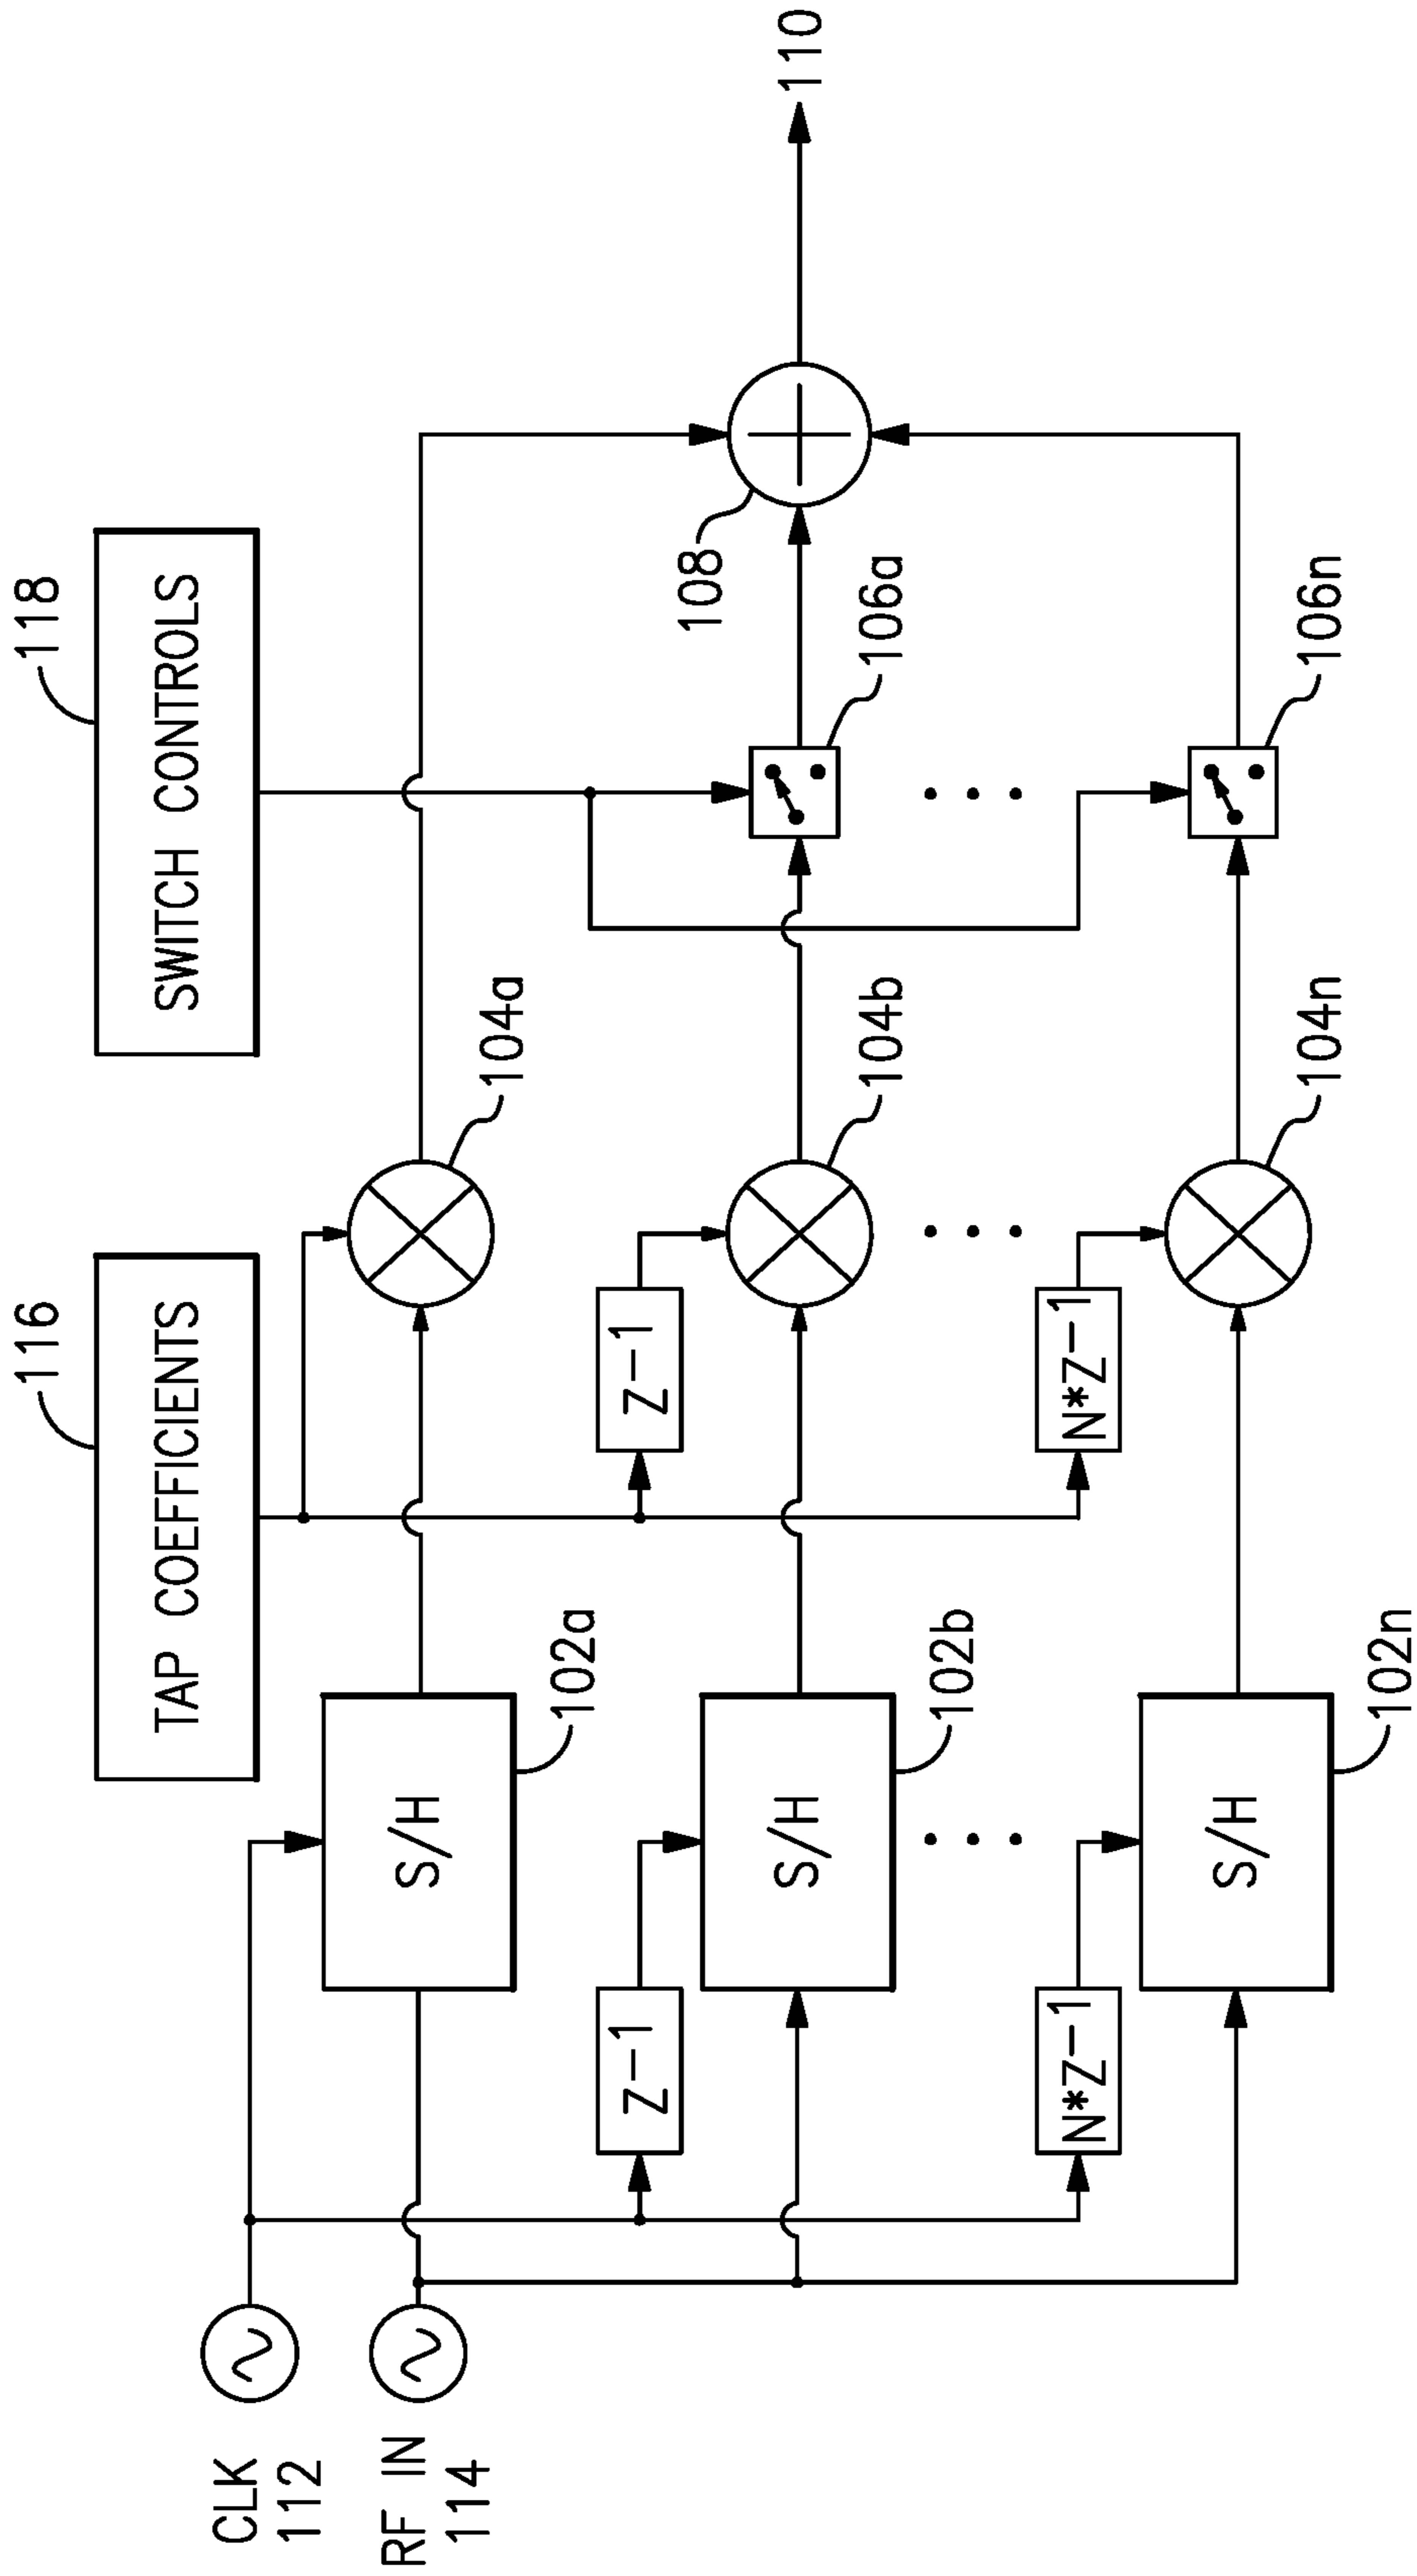 118
SWITCH CONTROLS
116
TAP COEFFICIENTS
CLK
112
RF IN
114
S/H
102a
104a
Z-1
Z-1
S/H
102b
104b
106a
108
110
N*Z-1
N*Z-1
S/H
102n
104n
106n